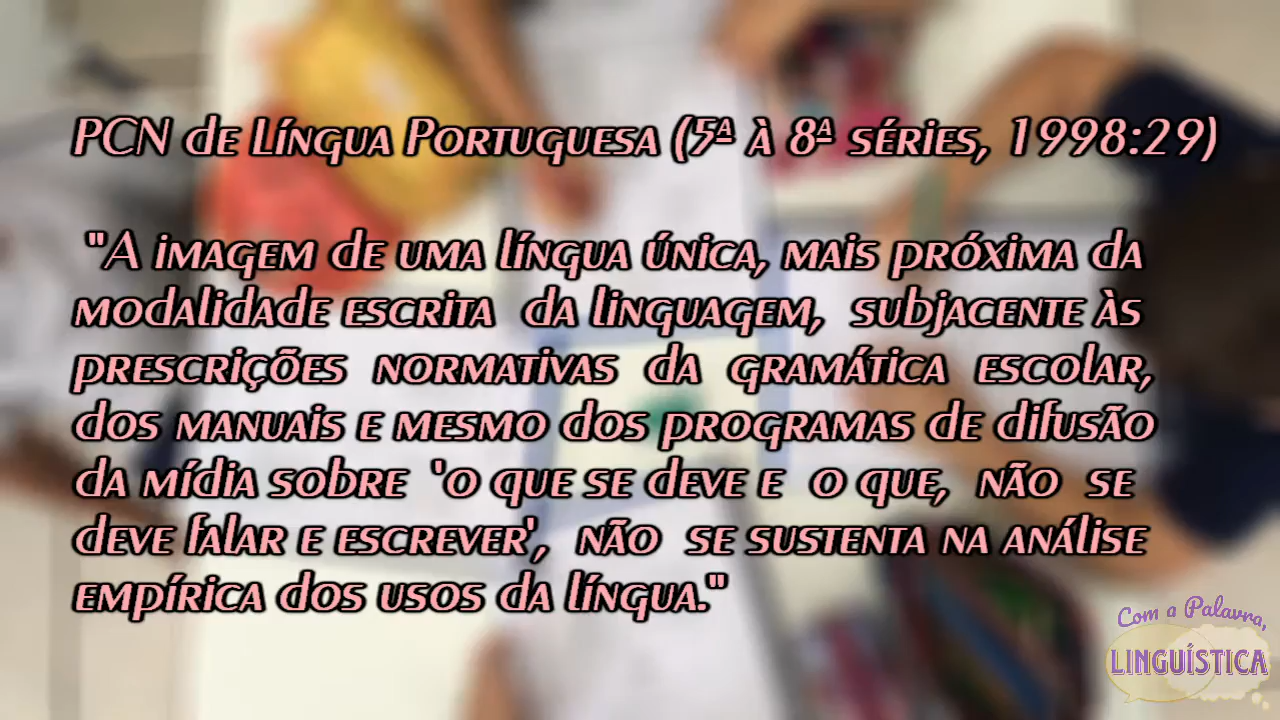 PCN de Língua Portuguesa (5ª à 8ª séries, 1998:29)
"A imagem de uma língua única, mais próxima da
modalidade escrita da linguagem, subjacente às
prescrições normativas da gramática escolar,
dos manuais e mesmo dos programas de difusão
da mídia sobre 'o que se deve e o que, não se
deve falar e escrever', não se sustenta na análise
empírica dos usos da língua."
Com a Palavra,
LINGUÍSTICA